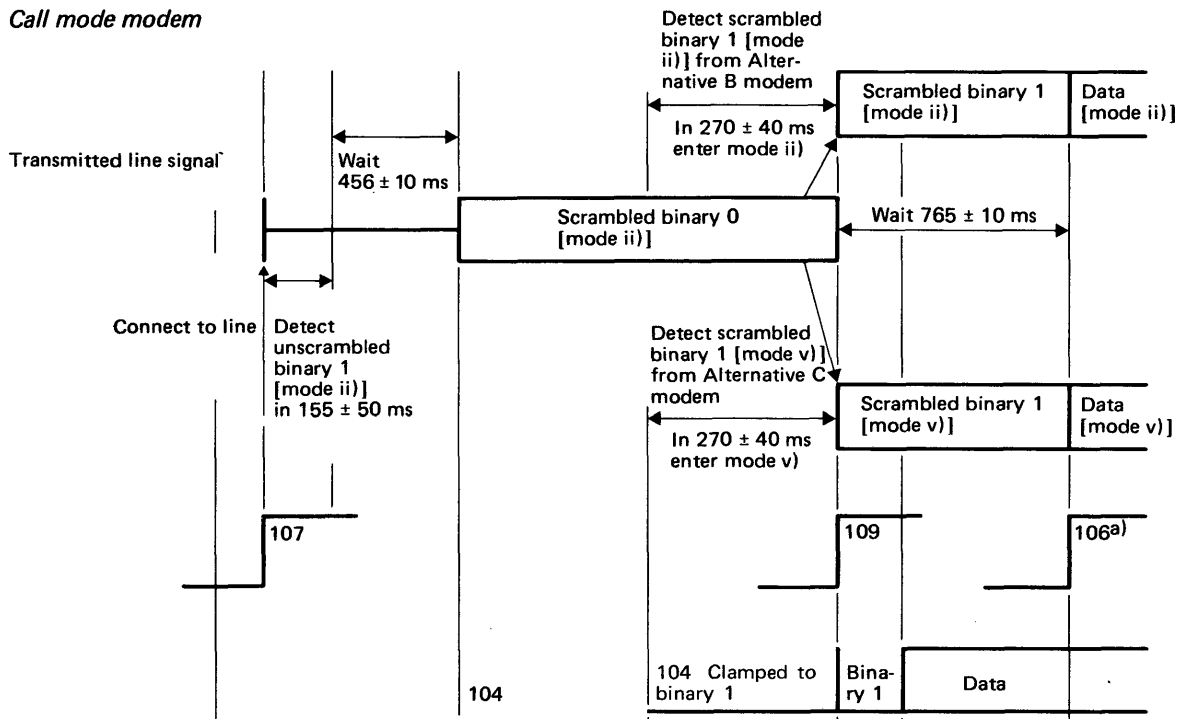 Call mode modem
Detect scrambled
binary 1 [mode
ii)] from Alter-
native B modem
In 270 ± 40 ms
enter mode ii)
Scrambled binary 1
[mode ii)]
Data
[mode ii)]
Transmitted line signal
Wait
456 ± 10 ms
Scrambled binary 0
[mode ii)]
Wait 765 ± 10 ms
Connect to line
Detect
unscrambled
binary 1
[mode ii)]
in 155 ± 50 ms
Detect scrambled
binary 1 [mode v)]
from Alternative C
modem
In 270 ± 40 ms
enter mode v)
Scrambled binary 1
[mode v)]
Data
[mode v)]
107
109
106a)
104
104 Clamped to
binary 1
Bina-
ry 1
Data